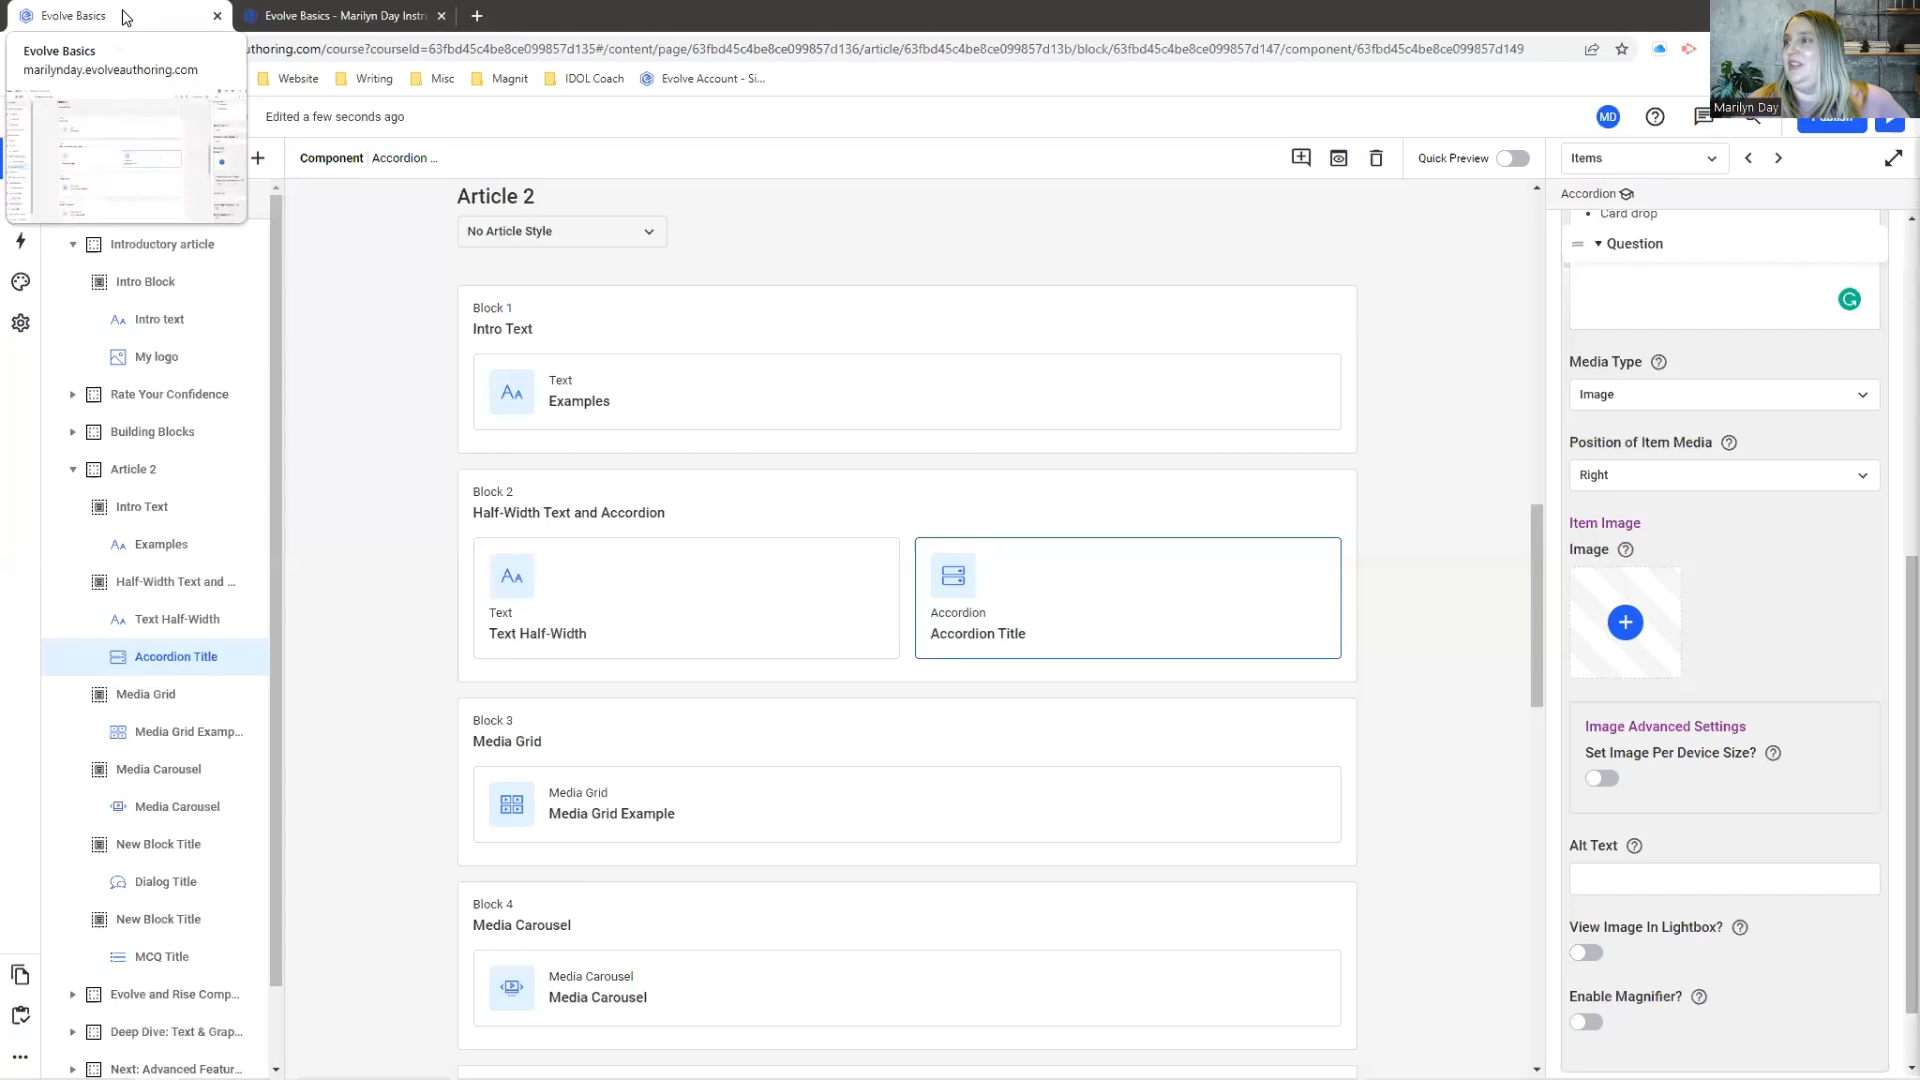 Evolve Basics
Evolve Basics - Marilyn Day Instru
Evolve Basics
marilynday.evolveauthoring.com
uthoring.com/course?courseId=63fbd45c4be8ce099857d135#/content/page/63fbd45c4be8ce099857d136/article/63fbd45c4be8ce099857d13b/block/63fbd45c4be8ce099857d147/component/63fbd45c4be8ce099857d149
Website
Writing
Misc
Magnit
IDOL Coach
Evolve Account - Si...
Marilyn Day
Edited a few seconds ago
MD
Publish
Component
Accordion ...
Quick Preview
Items
Accordion
Introductory article
Intro Block
Intro text
My logo
Rate Your Confidence
Building Blocks
Article 2
Intro Text
Examples
Half-Width Text and ...
Text Half-Width
Accordion Title
Media Grid
Media Grid Examp...
Media Carousel
Media Carousel
New Block Title
Dialog Title
New Block Title
MCQ Title
Evolve and Rise Comp...
Deep Dive: Text & Grap...
Next: Advanced Featur...
Article 2
No Article Style
Block 1
Intro Text
Text
Examples
Block 2
Half-Width Text and Accordion
Text
Text Half-Width
Accordion
Accordion Title
Block 3
Media Grid
Media Grid
Media Grid Example
Block 4
Media Carousel
Media Carousel
Media Carousel
Card drop
Question
Media Type
Image
Position of Item Media
Right
Item Image
Image
Image Advanced Settings
Set Image Per Device Size?
Alt Text
View Image In Lightbox?
Enable Magnifier?